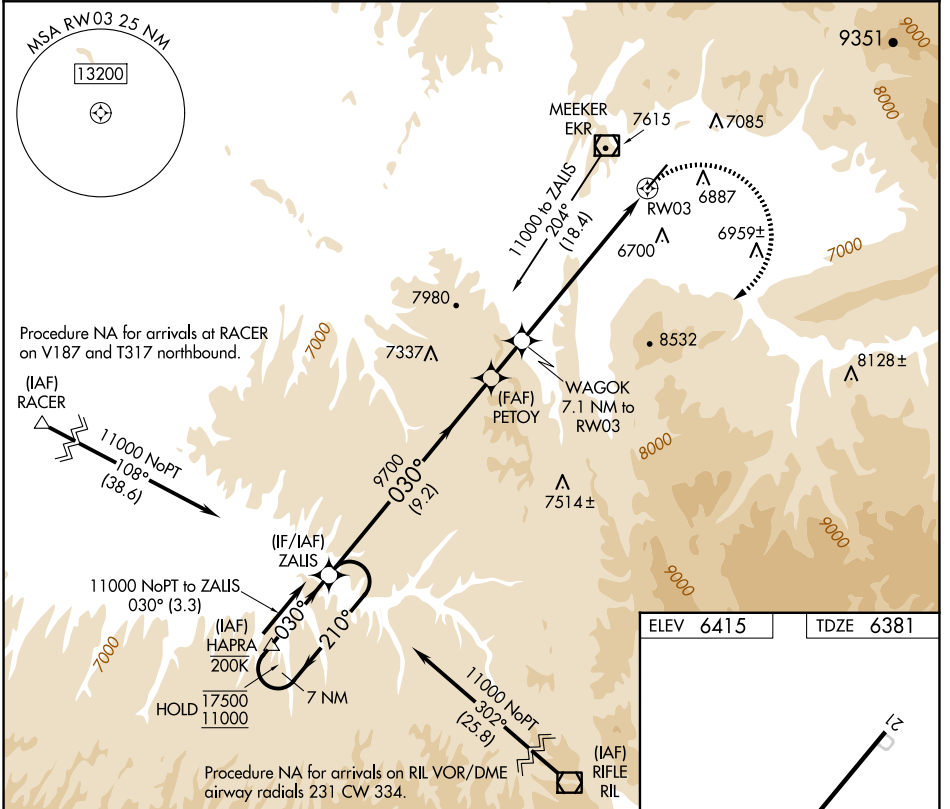 MSA RW03 25 NM
13200
9351
9000
8000
MEEKER
EKR
7615
7085
11000 to ZALIS
204°
(18.4)
RW03
6887
6700
6959±
7000
7980
8532
7337
8128±
Procedure NA for arrivals at RACER
on V187 and T317 northbound.
7000
(IAF)
RACER
11000 NoPT
108°
(38.6)
(FAF)
PETOY
WAGOK
7.1 NM to
RW03
8000
9700
030°
(9.2)
7514±
9000
(IF/IAF)
ZALIS
11000 NoPT to ZALIS
030° (3.3)
9000
(IAF)
HAPRA
200K
030°
210°
7000
HOLD
17500
11000
7 NM
11000 NoPT
302°
(25.8)
(IAF)
RIFLE
RIL
Procedure NA for arrivals on RIL VOR/DME
airway radials 231 CW 334.
ELEV 6415
TDZE 6381
21